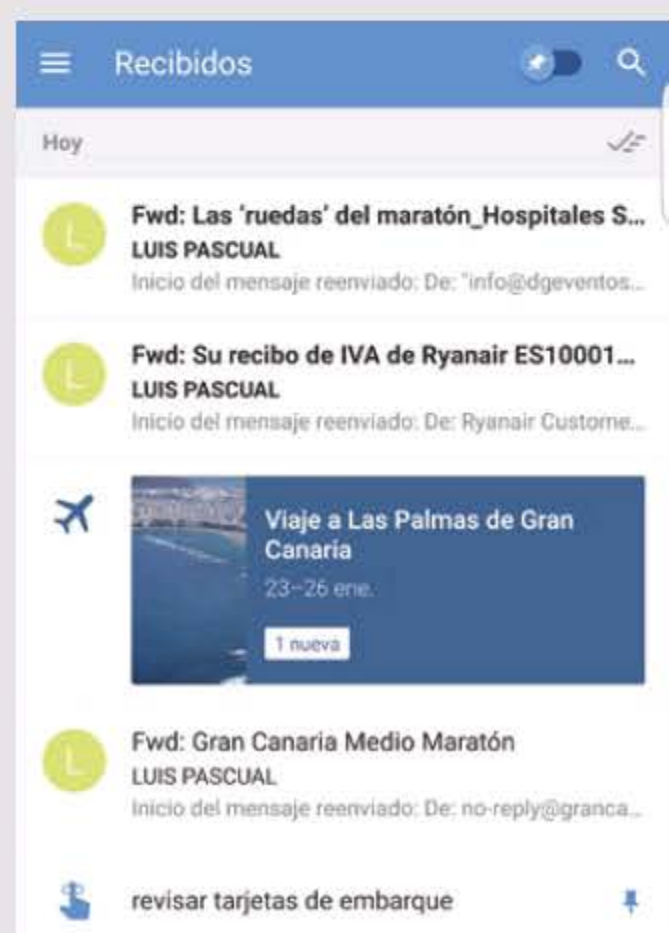 Recibidos
Hoy
L
Fwd: Las ‘ruedas’ del maratón_Hospitales S...
LUIS PASCUAL
Inicio del mensaje reenviado: De: "info@dgeventos...
L
Fwd: Su recibo de IVA de Ryanair ES10001...
LUIS PASCUAL
Inicio del mensaje reenviado: De: Ryanair Custome...
Viaje a Las Palmas de Gran
Canaria
23–26 ene.
1 nueva
L
Fwd: Gran Canaria Medio Maratón
LUIS PASCUAL
Inicio del mensaje reenviado: De: no-reply@granca...
revisar tarjetas de embarque